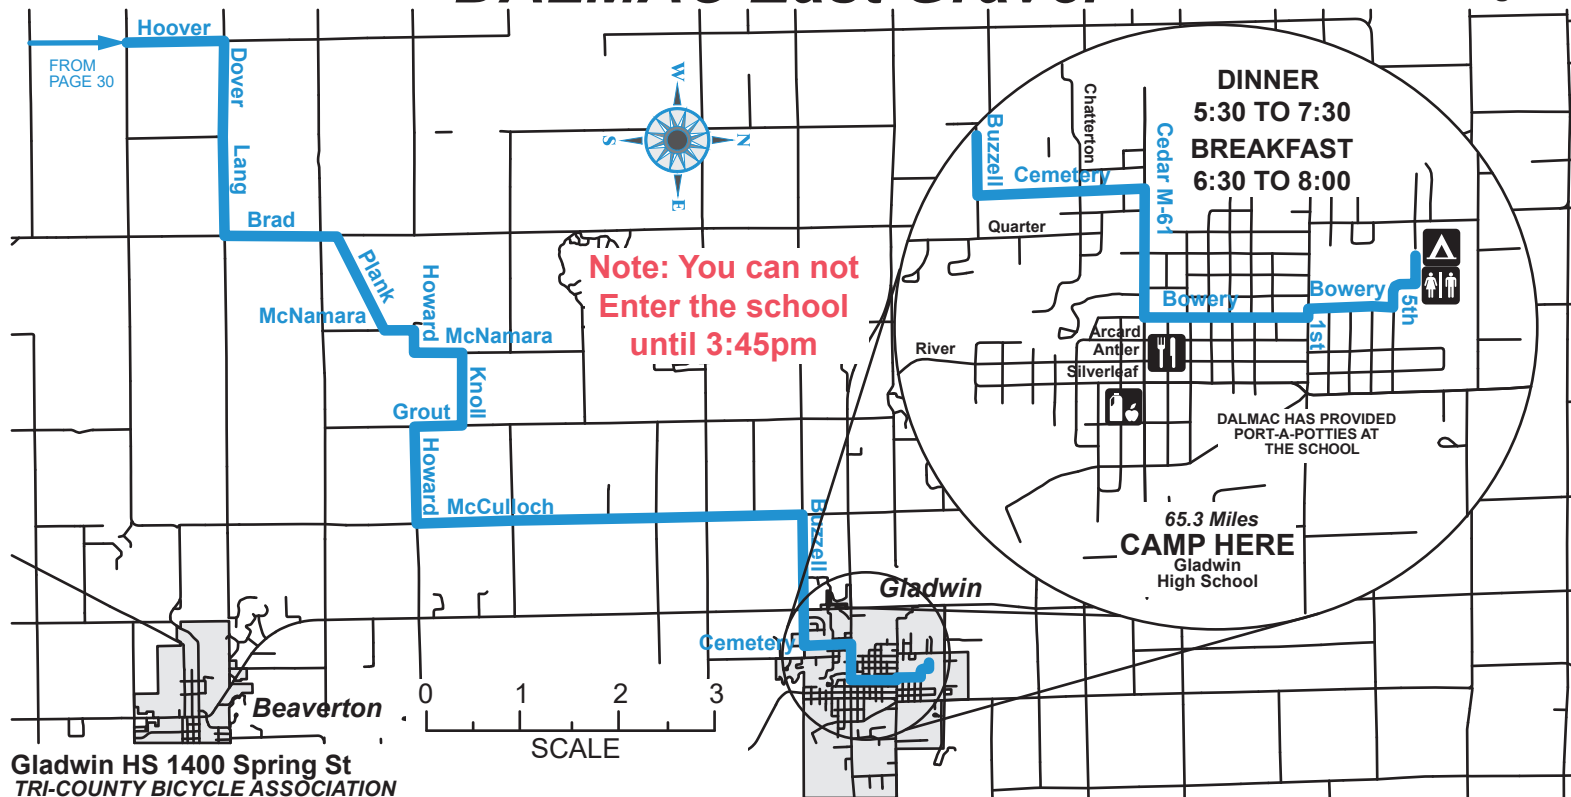 DALMAC East Gravel
Hoover
FROM
PAGE 30
Dover
Lang
Brad
Plank
Howard
McNamara
McNamara
Knoll
Grout
Howard
McCulloch
Buzzell
Cemetery
W
N
S
E
Note: You can not
Enter the school
until 3:45pm
DINNER
5:30 TO 7:30
BREAKFAST
6:30 TO 8:00
Chatterton
Buzzell
Cemetery
Cedar M-61
Quarter
Bowery
Bowery
1st
5th
Arcard
Antler
River
Silverleaf
DALMAC HAS PROVIDED
PORT-A-POTTIES AT
THE SCHOOL
65.3 Miles
CAMP HERE
Gladwin
High School
Gladwin
Beaverton
0 1 2 3
SCALE
Gladwin HS 1400 Spring St
TRI-COUNTY BICYCLE ASSOCIATION